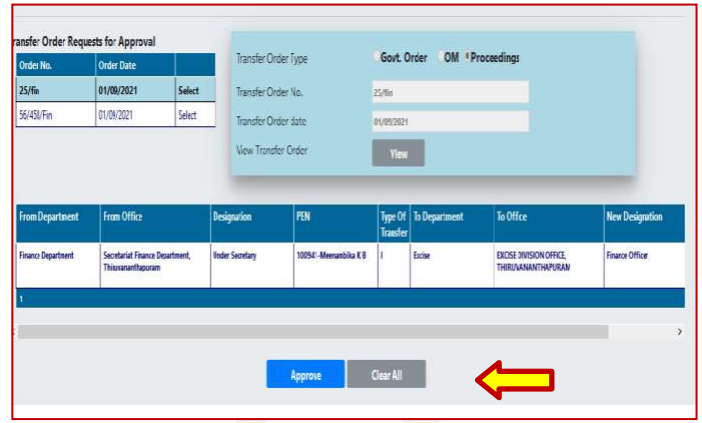 ransfer Order Requests for Approval
Order No. Order Date
25/fin 01/09/2021 Select
56/45I/Fin 01/09/2021 Select
Transfer Order Type Govt. Order OM Proceedings
Transfer Order No. 25/fin
Transfer Order date 01/09/2021
View Transfer Order View
From Department From Office Designation PEN Type Of Transfer To Department To Office New Designation
Finance Department Secretariat Finance Department, Under Secretary Meenambika K B I Excise EXCISE DIVISION OFFICE, Finance Officer
Thiruvananthapuram THIRUVANANTHAPURAM
1
Approve Clear All